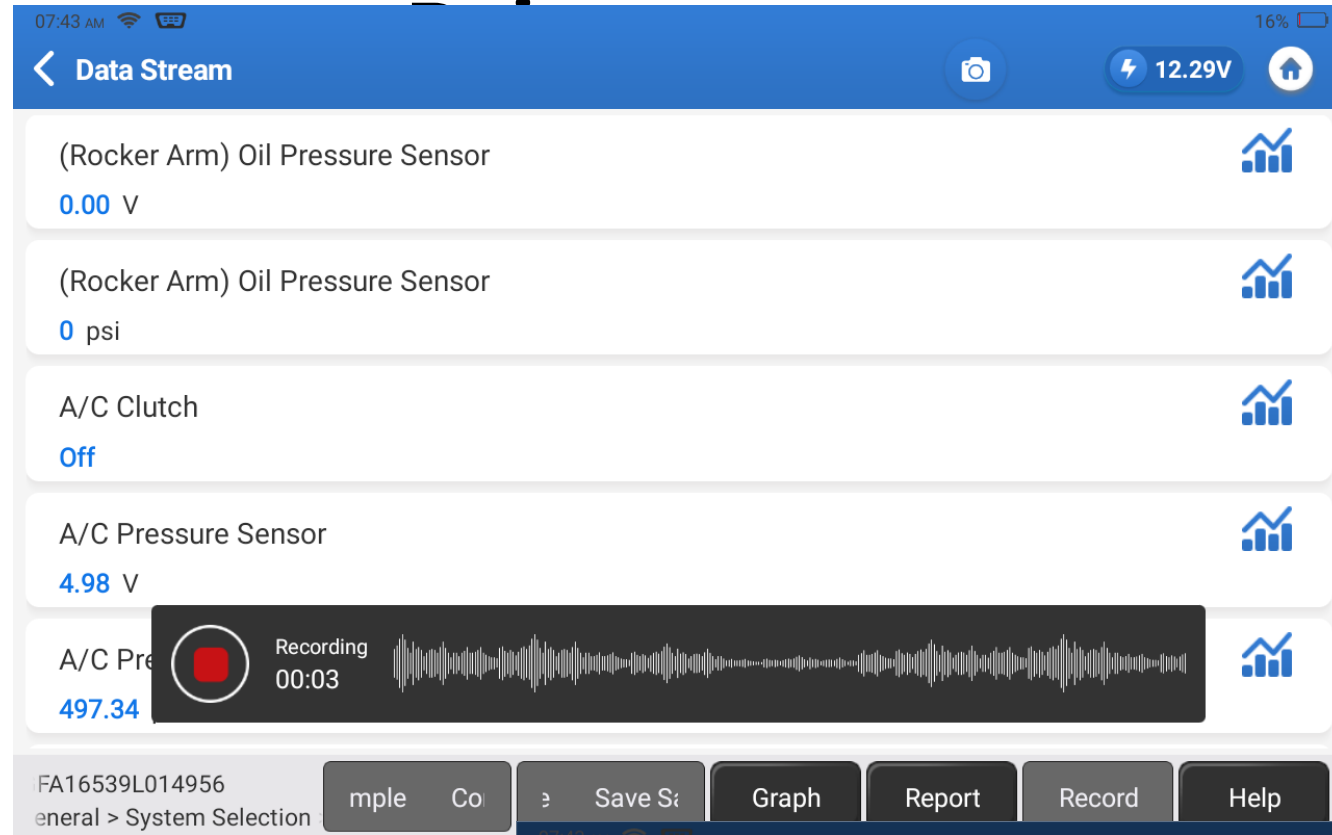 07:43 AM
16%
Data Stream
12.29V
(Rocker Arm) Oil Pressure Sensor
0.00 V
(Rocker Arm) Oil Pressure Sensor
0 psi
A/C Clutch
Off
A/C Pressure Sensor
4.98 V
A/C Pre
497.34
Recording
00:03
FA16539L014956
eneral > System Selection
mple Co
e Save Sa
Graph
Report
Record
Help